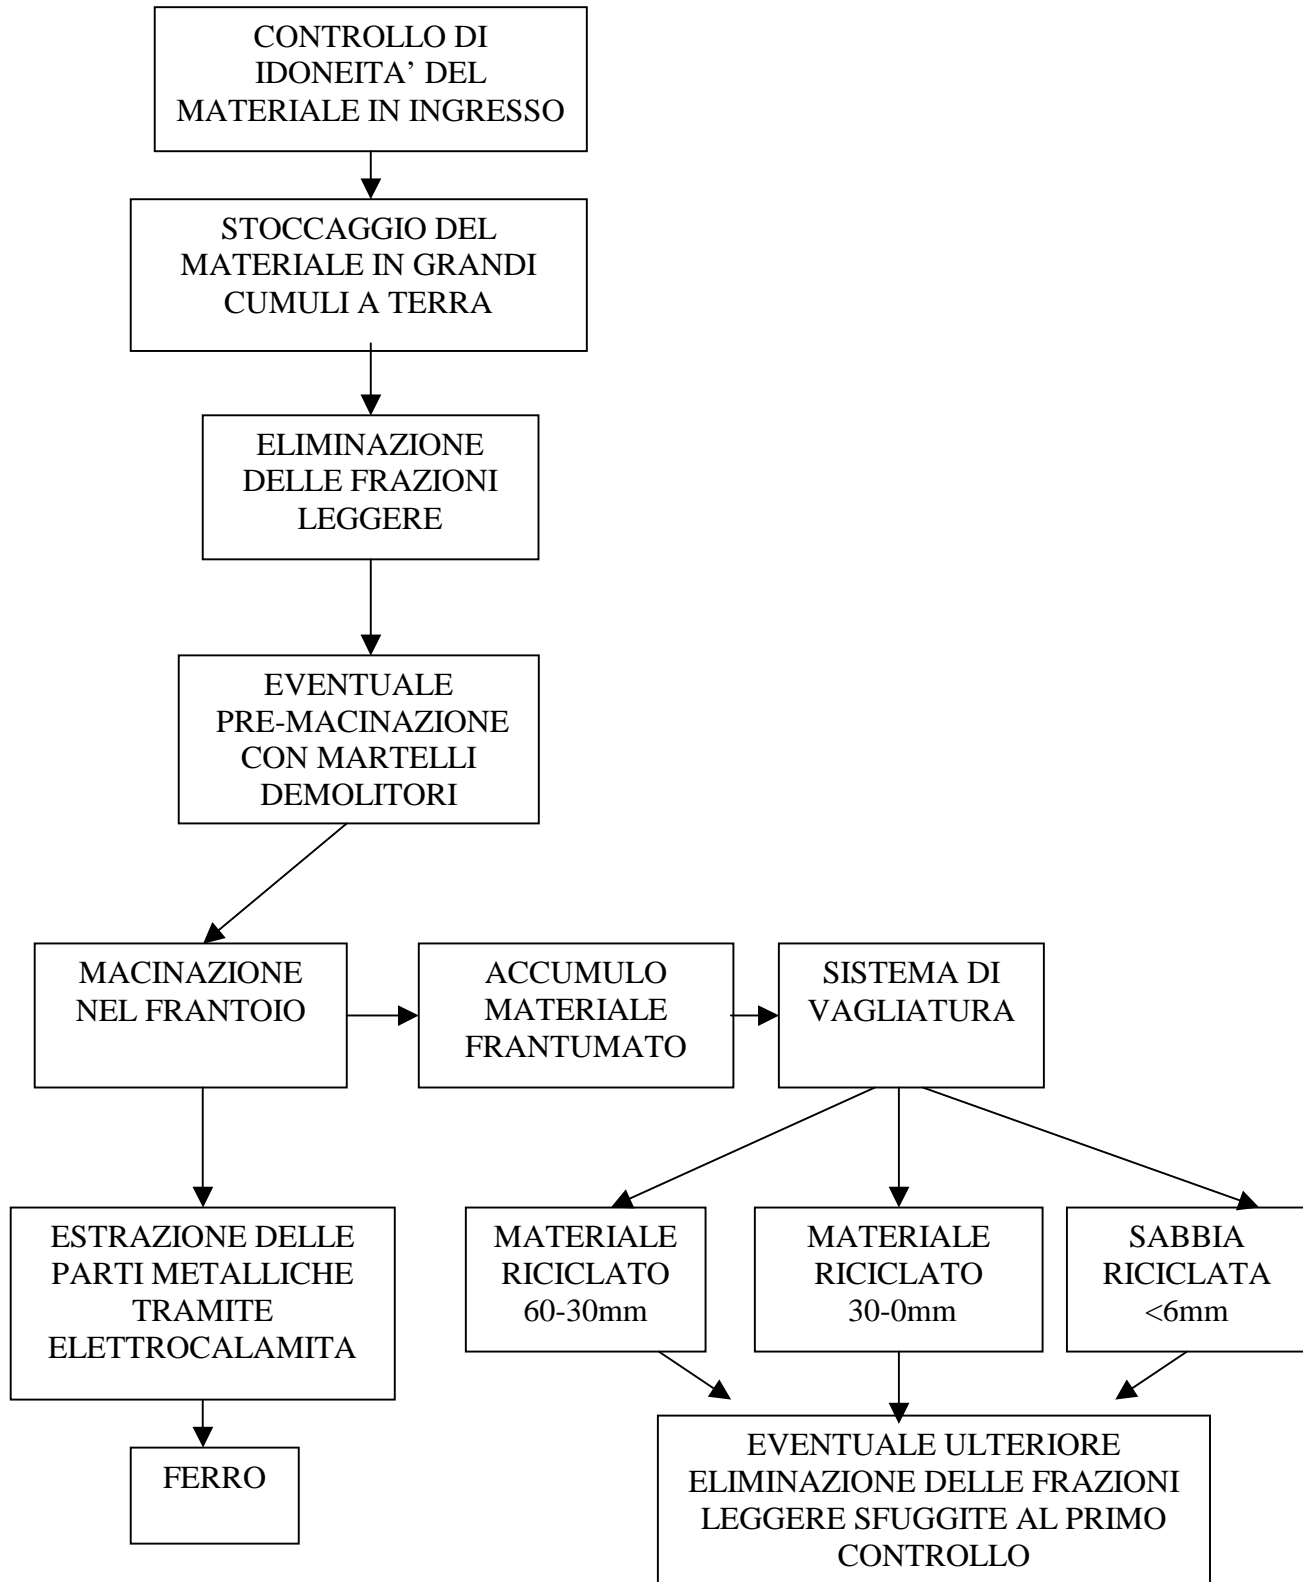 CONTROLLO DI
IDONEITA’ DEL
MATERIALE IN INGRESSO
STOCCAGGIO DEL
MATERIALE IN GRANDI
CUMULI A TERRA
ELIMINAZIONE
DELLE FRAZIONI
LEGGERE
EVENTUALE
PRE-MACINAZIONE
CON MARTELLI
DEMOLITORI
MACINAZIONE
NEL FRANTOIO
ACCUMULO
MATERIALE
FRANTUMATO
SISTEMA DI
VAGLIATURA
ESTRAZIONE DELLE
PARTI METALLICHE
TRAMITE
ELETTROCALAMITA
MATERIALE
RICICLATO
60-30mm
MATERIALE
RICICLATO
30-0mm
SABBIA
RICICLATA
<6mm
FERRO
EVENTUALE ULTERIORE
ELIMINAZIONE DELLE FRAZIONI
LEGGERE SFUGGITE AL PRIMO
CONTROLLO